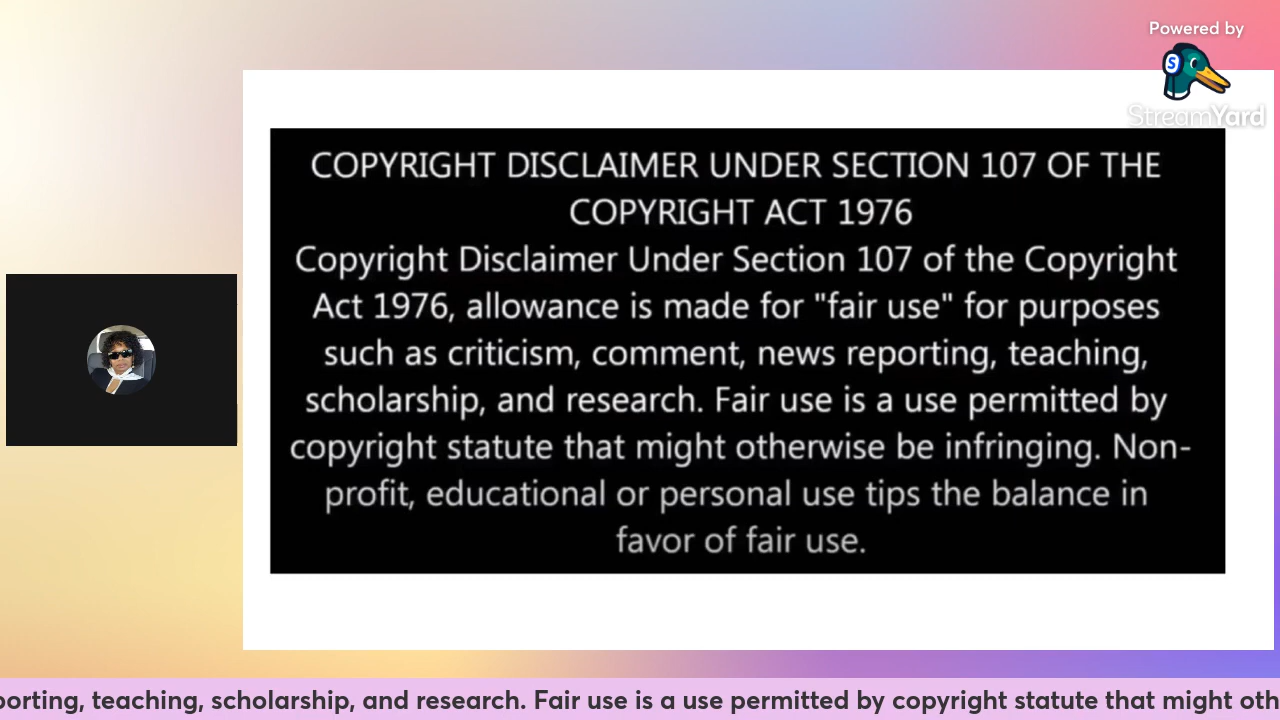 Powered by
S
StreamYard
COPYRIGHT DISCLAIMER UNDER SECTION 107 OF THE
COPYRIGHT ACT 1976
Copyright Disclaimer Under Section 107 of the Copyright
Act 1976, allowance is made for "fair use" for purposes
such as criticism, comment, news reporting, teaching,
scholarship, and research. Fair use is a use permitted by
copyright statute that might otherwise be infringing. Non-
profit, educational or personal use tips the balance in
favor of fair use.
porting, teaching, scholarship, and research. Fair use is a use permitted by copyright statute that might oth